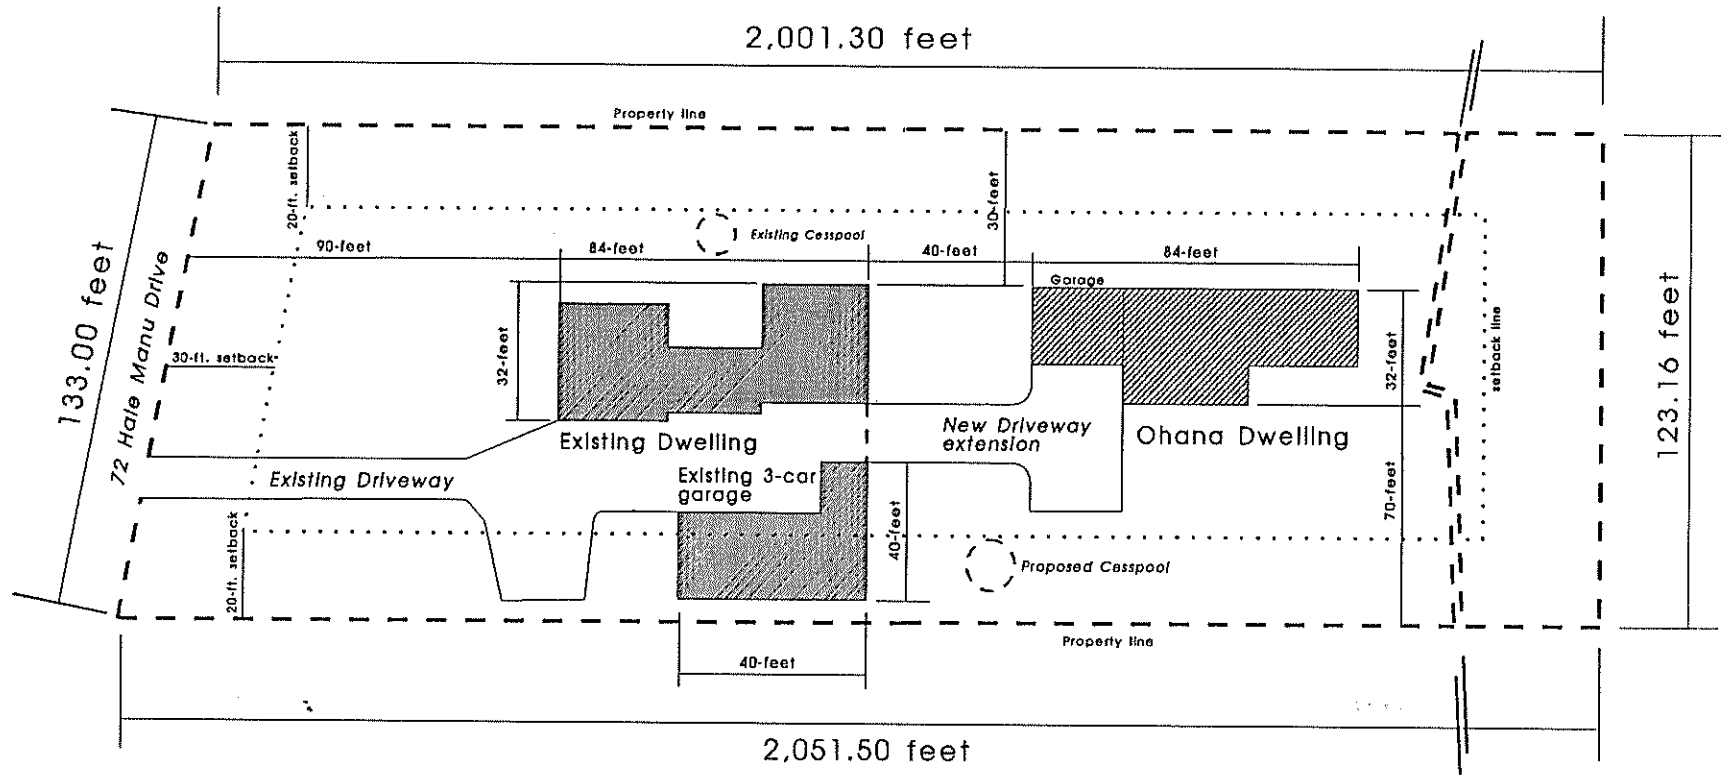 2,001.30 feet
Property line
20-ft. setback
30-feet
Existing Cesspool
90-feet
84-feet
40-feet
84-feet
Garage
133.00 feet
72 Hale Manu Drive
30-ft. setback
32-feet
32-feet
setback line
123.16 feet
Existing Dwelling
New Driveway
extension
Ohana Dwelling
Existing Driveway
Existing 3-car
garage
70-feet
40-feet
20-ft. setback
Proposed Cesspool
Property line
40-feet
2,051.50 feet